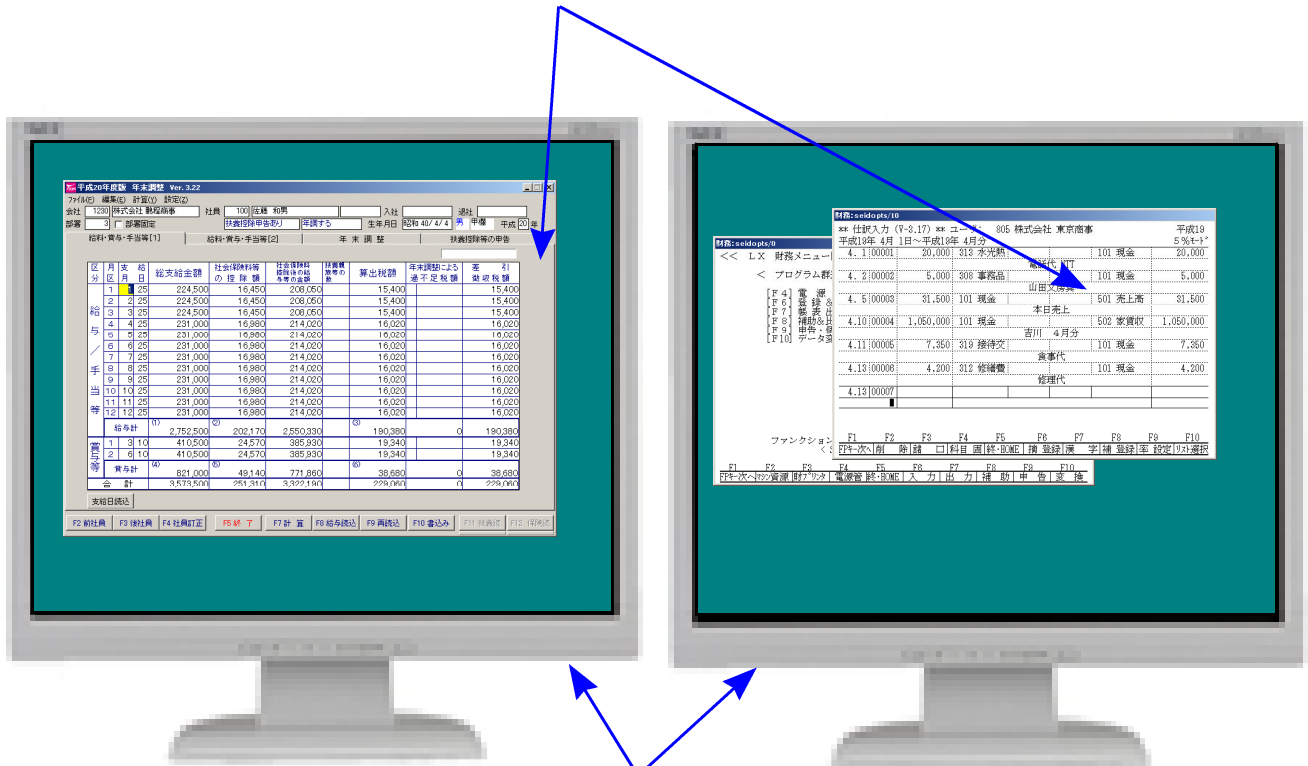 平成20年度版 年末調整 Ver. 3.22
ファイル(F) 編集(E) 計算(Y) 設定(Z)
会社 1230 株式会社 鵬程商事 社員 100 佐藤 和男 入社 退社
部署 3 部署固定 扶養控除申告あり 年調する 生年月日 昭和 40/ 4/ 4 男 甲欄 平成 20 年
給料・賞与・手当等[1] 給料・賞与・手当等[2] 年 末 調 整 扶養控除等の申告
区分 月区 支月 給日 総支給金額 社会保険料等の控除額 社会保険料控除後の給与等の金額 扶養親族等の数 算出税額 年末調整による過不足税額 差引徴収税額
給与／手当等
1 1 25 224,500 16,450 208,050 15,400 15,400
2 2 25 224,500 16,450 208,050 15,400 15,400
3 3 25 224,500 16,450 208,050 15,400 15,400
4 4 25 231,000 16,980 214,020 16,020 16,020
5 5 25 231,000 16,980 214,020 16,020 16,020
6 6 25 231,000 16,980 214,020 16,020 16,020
7 7 25 231,000 16,980 214,020 16,020 16,020
8 8 25 231,000 16,980 214,020 16,020 16,020
9 9 25 231,000 16,980 214,020 16,020 16,020
10 10 25 231,000 16,980 214,020 16,020 16,020
11 11 25 231,000 16,980 214,020 16,020 16,020
12 12 25 231,000 16,980 214,020 16,020 16,020
給与計 (1) 2,752,500 (2) 202,170 2,550,330 (3) 190,380 0 190,380
賞与等
1 3 10 410,500 24,570 385,930 19,340 19,340
2 6 10 410,500 24,570 385,930 19,340 19,340
賞与計 (4) 821,000 (5) 49,140 771,860 (6) 38,680 0 38,680
合 計 3,573,500 251,310 3,322,190 229,060 0 229,060
支給日読込
F2 前社員 F3 後社員 F4 社員訂正 F5 終 了 F7 計 算 F8 給与読込 F9 再読込 F10 書込み F11 扶養読 F12 保険読
財務:seidopts/0
<< LX 財務メニュー
< プログラム群
[F 4] 電 源
[F 6] 登 録 &
[F 7] 帳 表 出
[F 8] 補助&比
[F 9] 申告・個
[F10] データ変
ファンクション
F1 F2 F3 F4 F5 F6 F7 F8 F9 F10
FPキー次へ マシン資源 財プリンタ 電源管 終・HOME 入 力 出 力 補 助 申 告 変 換
財務:seidopts/10
** 仕訳入力 (V-3.17) ** ユーザ: 805 株式会社 東京商事 平成19
平成19年 4月 1日～平成19年 4月分 5％モード
4. 1 00001 20,000 313 水光熱 101 現金 20,000
電話代 NTT
4. 2 00002 5,000 308 事務品 101 現金 5,000
山田文房具
4. 5 00003 31,500 101 現金 501 売上高 31,500
本日売上
4.10 00004 1,050,000 101 現金 502 家賃収 1,050,000
吉川 4月分
4.11 00005 7,350 319 接待交 101 現金 7,350
食事代
4.13 00006 4,200 312 修繕費 101 現金 4,200
修理代
4.13 00007
F1 F2 F3 F4 F5 F6 F7 F8 F9 F10
FPキー次へ 削 除 諸 口 科目 固 終・HOME 摘 登録 漢 字 補 登録 率 設定 リスト選択